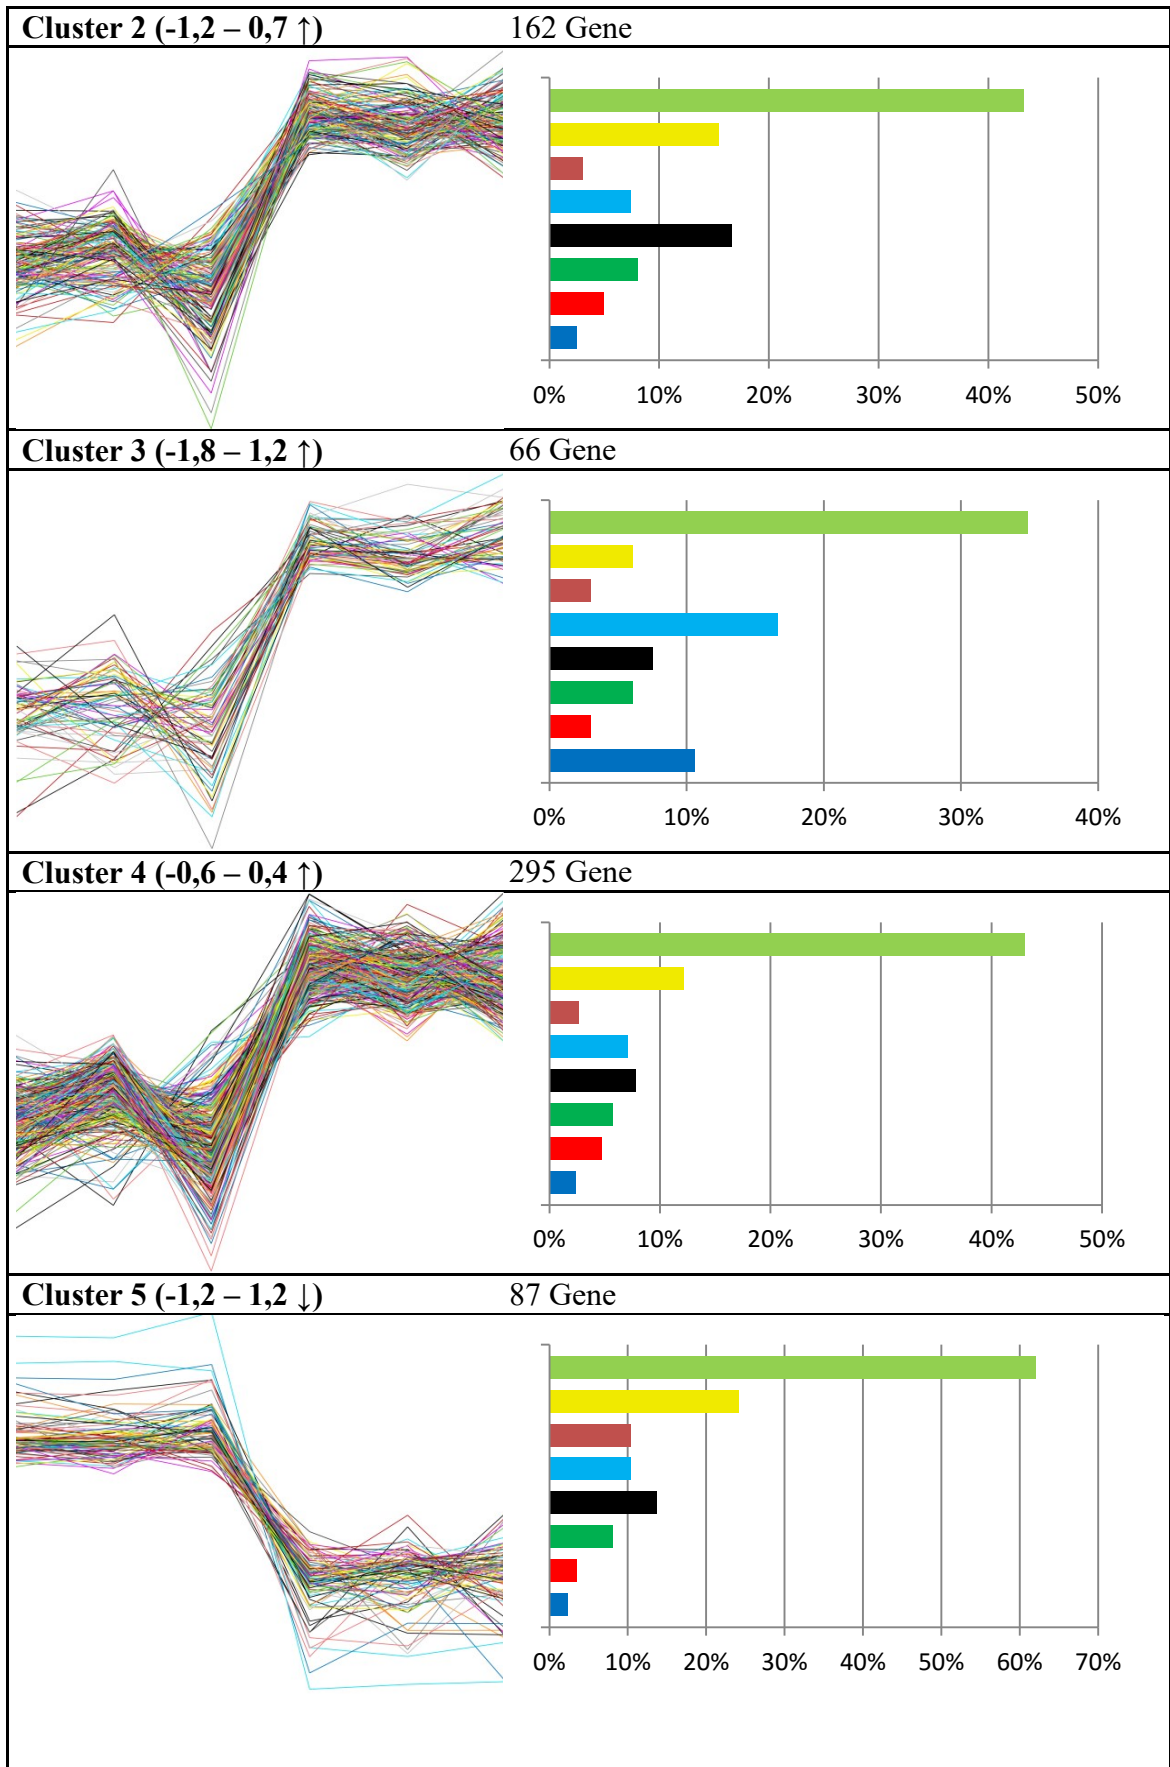 Cluster 2 (-1,2 – 0,7 ↑) 162 Gene
0% 10% 20% 30% 40% 50%
Cluster 3 (-1,8 – 1,2 ↑) 66 Gene
0% 10% 20% 30% 40%
Cluster 4 (-0,6 – 0,4 ↑) 295 Gene
0% 10% 20% 30% 40% 50%
Cluster 5 (-1,2 – 1,2 ↓) 87 Gene
0% 10% 20% 30% 40% 50% 60% 70%